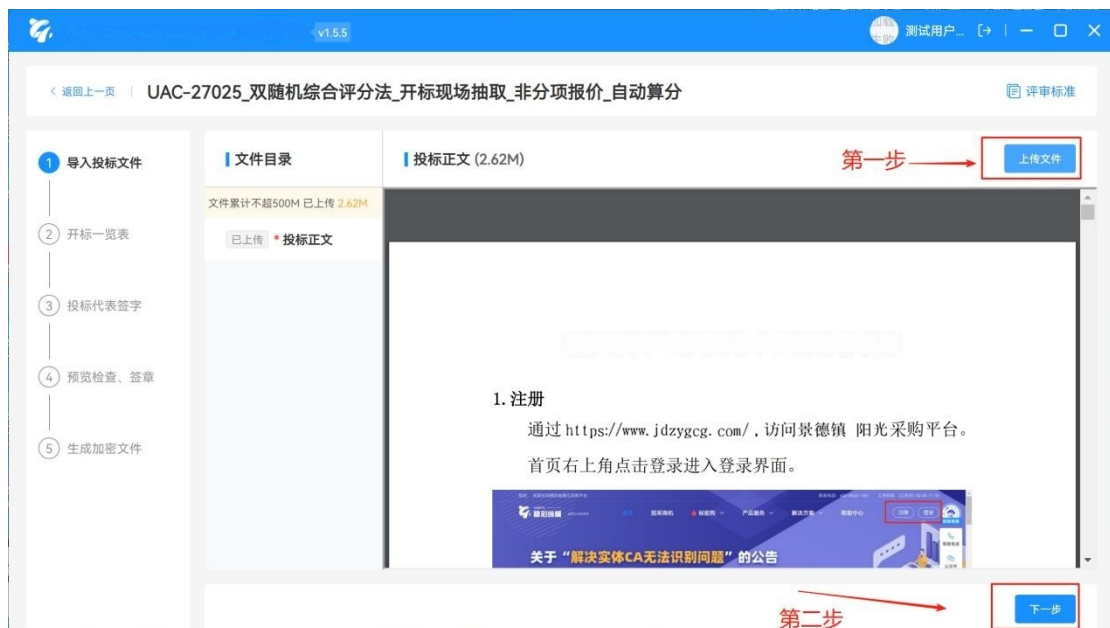 v1.5.5
测试用户...
返回上一页
UAC-27025_双随机综合评分法_开标现场抽取_非分项报价_自动算分
评审标准
1 导入投标文件
2 开标一览表
3 投标代表签字
4 预览检查、签章
5 生成加密文件
文件目录
文件累计不超500M 已上传 2.62M
已上传 *投标正文
投标正文 (2.62M)
第一步
上传文件
1.注册
通过https://www.jdzygcg.com/,访问景德镇 阳光采购平台。
首页右上角点击登录进入登录界面。
关于“解决实体CA无法识别问题”的公告
第二步
下一步